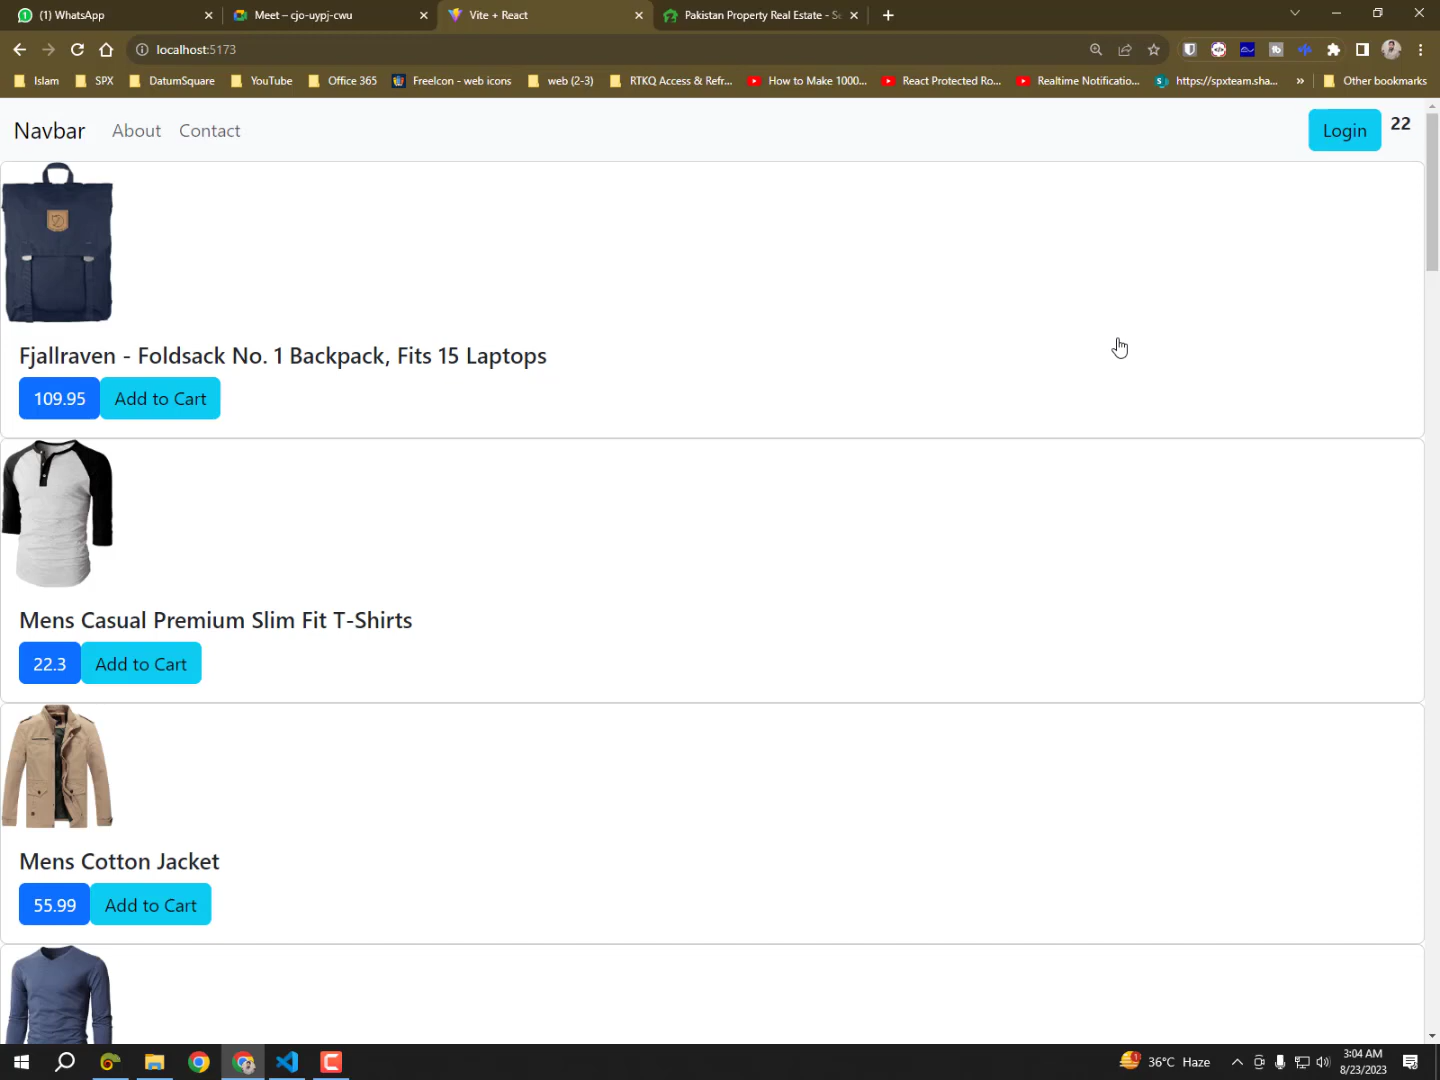 (1) WhatsApp
Meet – cjo-uypj-cwu
Vite + React
Pakistan Property Real Estate - Se
localhost:5173
Islam
SPX
DatumSquare
YouTube
Office 365
FreeIcon - web icons
web (2-3)
RTKQ Access & Refr...
How to Make 1000...
React Protected Ro...
Realtime Notificatio...
https://spxteam.sha...
»
Other bookmarks
Navbar
About
Contact
Login
22
Fjallraven - Foldsack No. 1 Backpack, Fits 15 Laptops
109.95
Add to Cart
Mens Casual Premium Slim Fit T-Shirts
22.3
Add to Cart
Mens Cotton Jacket
55.99
Add to Cart
36°C Haze
3:04 AM
8/23/2023